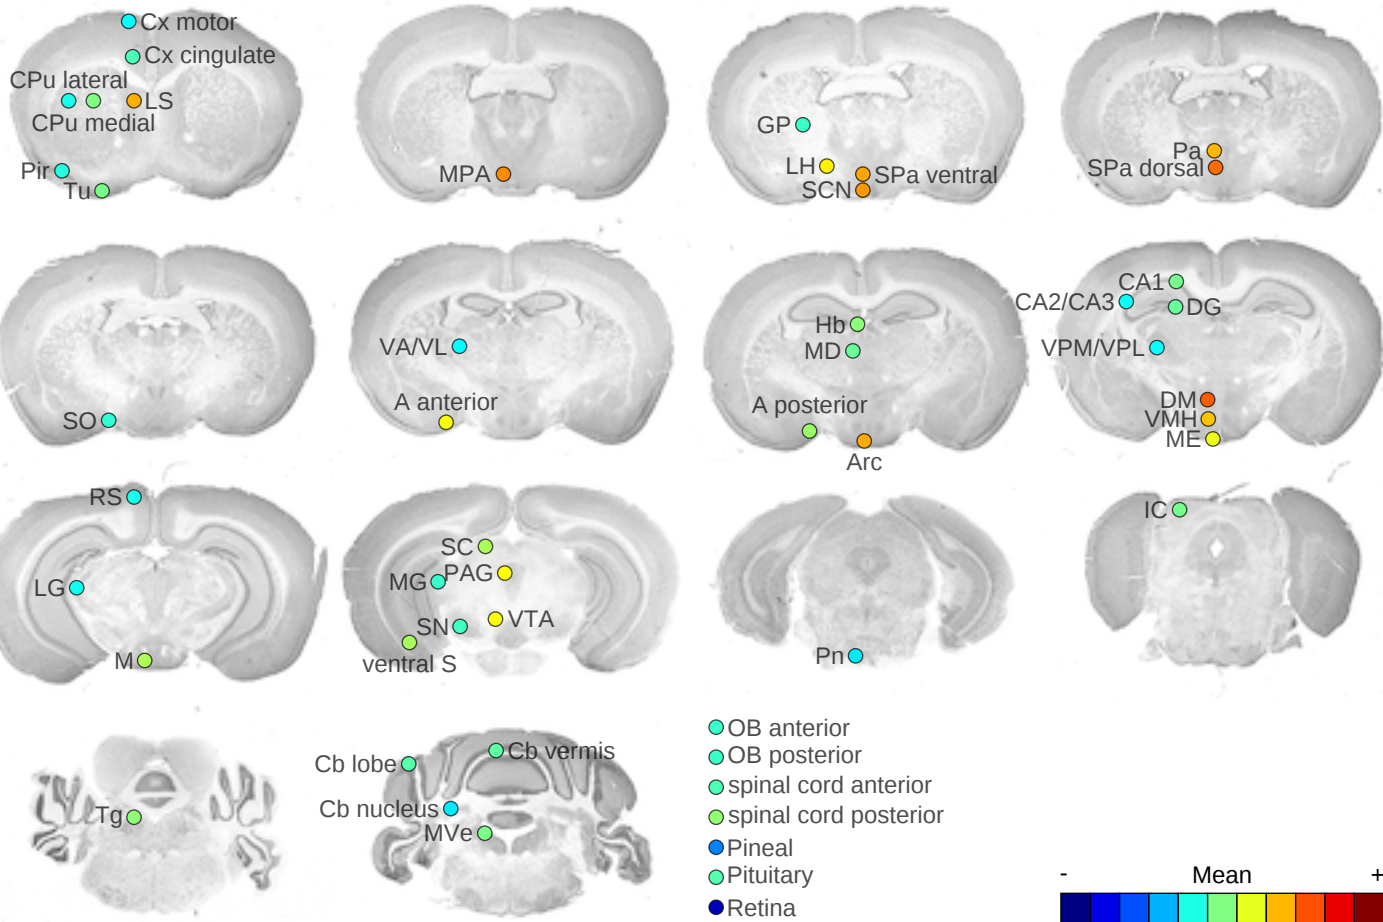 Cx motor
Cx cingulate
CPu lateral
LS
CPu medial
Pir
Tu
MPA
GP
LH
SPa ventral
SCN
Pa
SPa dorsal
SO
VA/VL
A anterior
Hb
MD
A posterior
Arc
CA1
CA2/CA3
DG
VPM/VPL
DM
VMH
ME
RS
LG
M
SC
MG
PAG
SN
VTA
ventral S
Pn
IC
Tg
Cb lobe
Cb vermis
Cb nucleus
MVe
OB anterior
OB posterior
spinal cord anterior
spinal cord posterior
Pineal
Pituitary
Retina
- Mean +